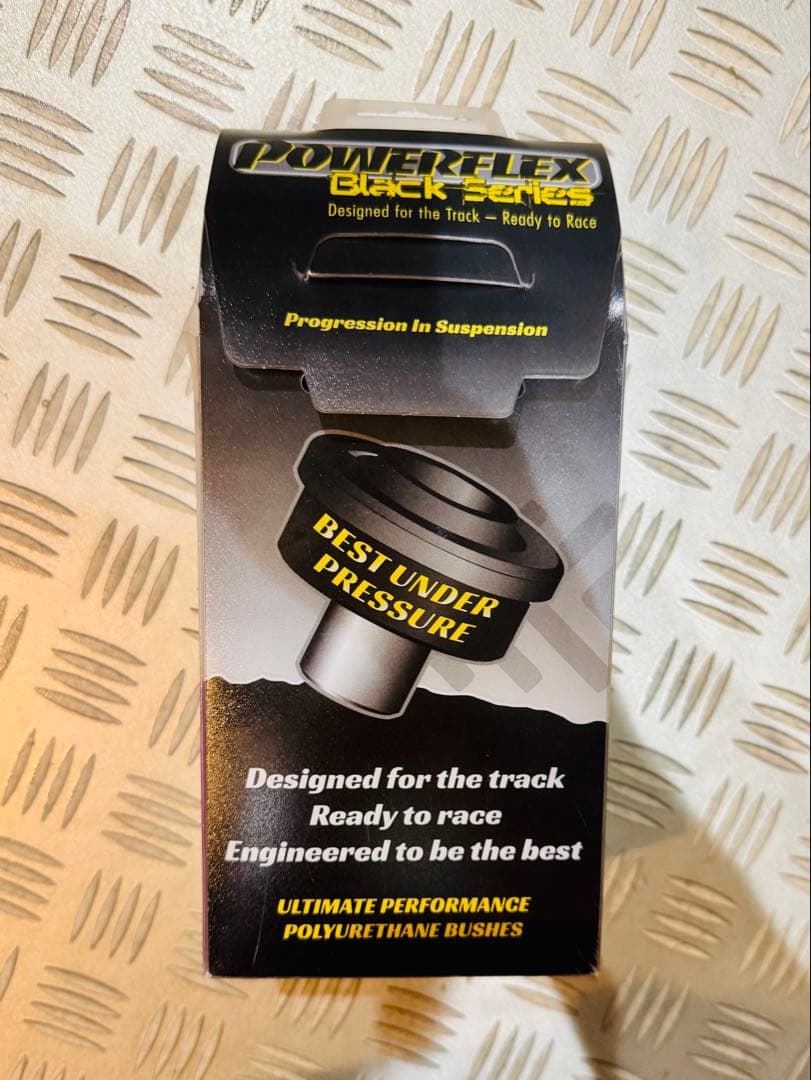 POWERFLEX
Black Series
Designed for the Track – Ready to Race
Progression In Suspension
BEST UNDER
PRESSURE
Designed for the track
Ready to race
Engineered to be the best
ULTIMATE PERFORMANCE
POLYURETHANE BUSHES